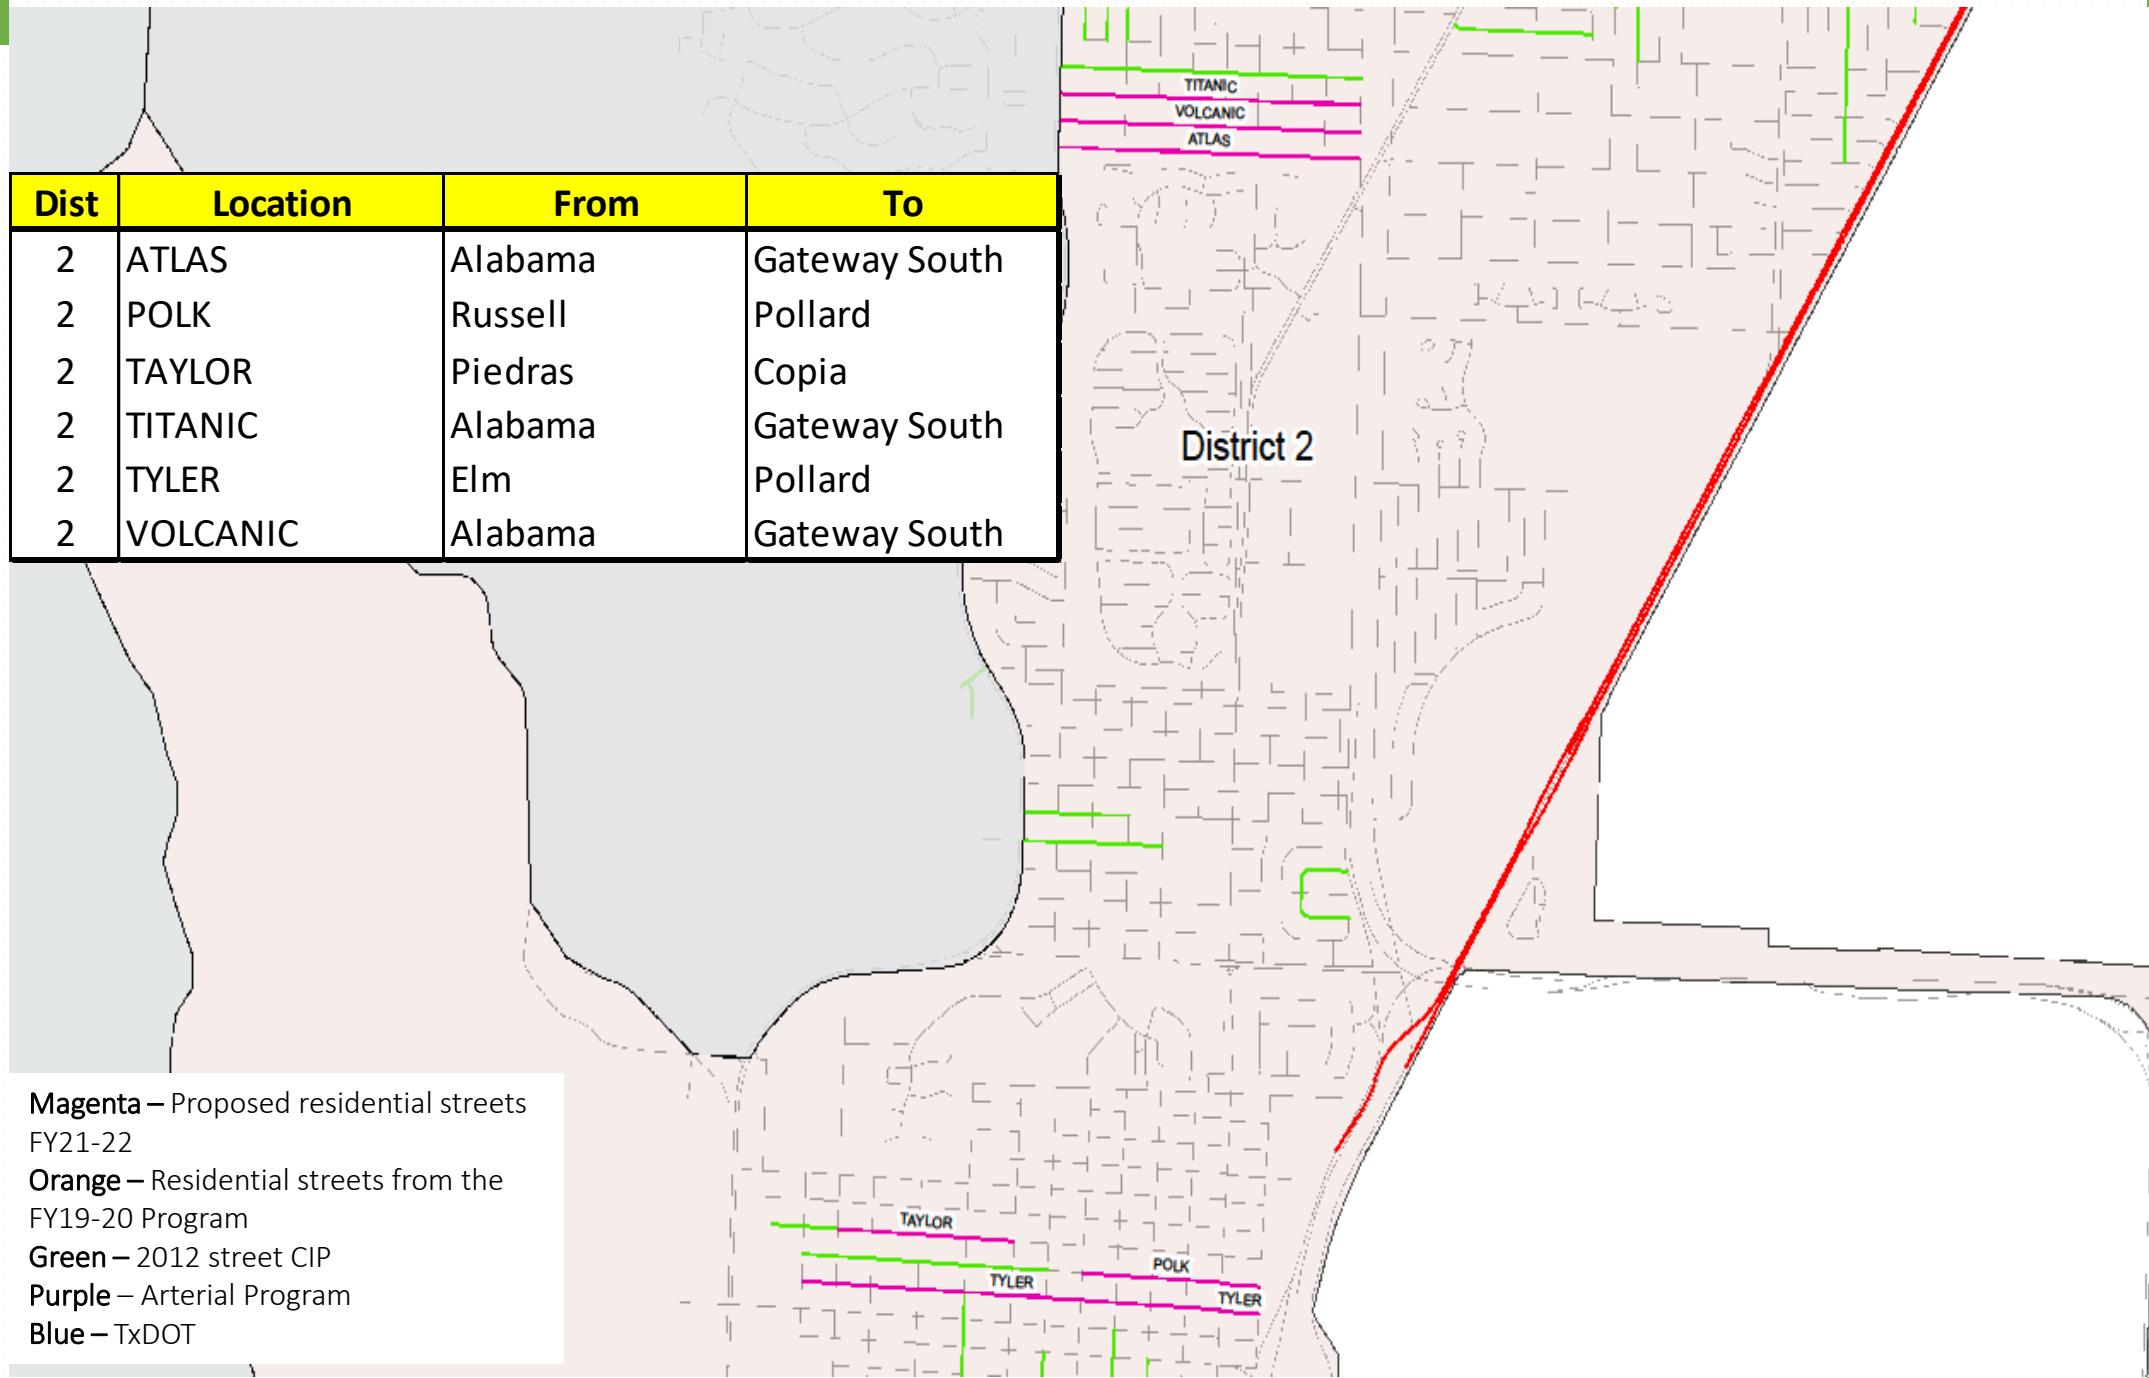 TITANIC
VOLCANIC
ATLAS
Dist Location From To
2 ATLAS Alabama Gateway South
2 POLK Russell Pollard
2 TAYLOR Piedras Copia
2 TITANIC Alabama Gateway South
2 TYLER Elm Pollard
2 VOLCANIC Alabama Gateway South
District 2
Magenta – Proposed residential streets
FY21-22
Orange – Residential streets from the
FY19-20 Program
Green – 2012 street CIP
Purple – Arterial Program
Blue – TxDOT
TAYLOR
POLK
TYLER
TYLER